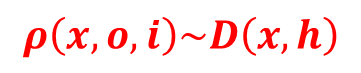 ρ(x, o, i)~D(x, h)